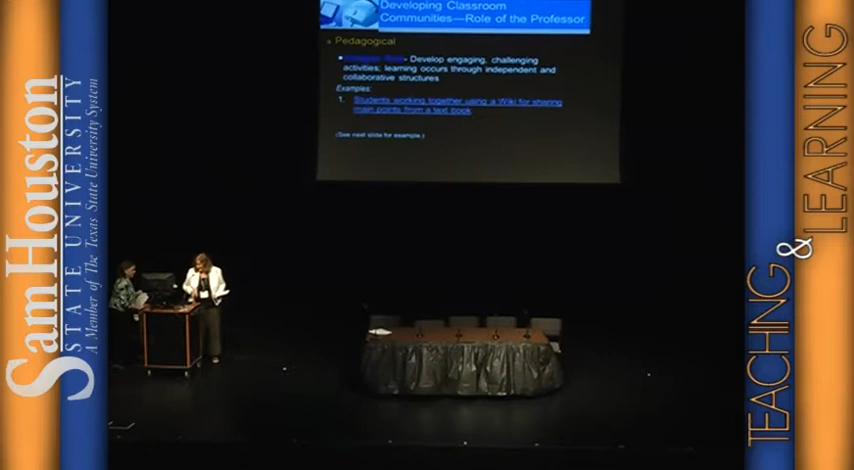 Sam Houston
STATE UNIVERSITY
A Member of The Texas State University System
Developing Classroom
Communities—Role of the Professor
Pedagogical
- Develop engaging, challenging
activities; learning occurs through independent and
collaborative structures
Examples:
1. Students working together using a Wiki for sharing
main points from a text book
(See next slide for example.)
TEACHING & LEARNING